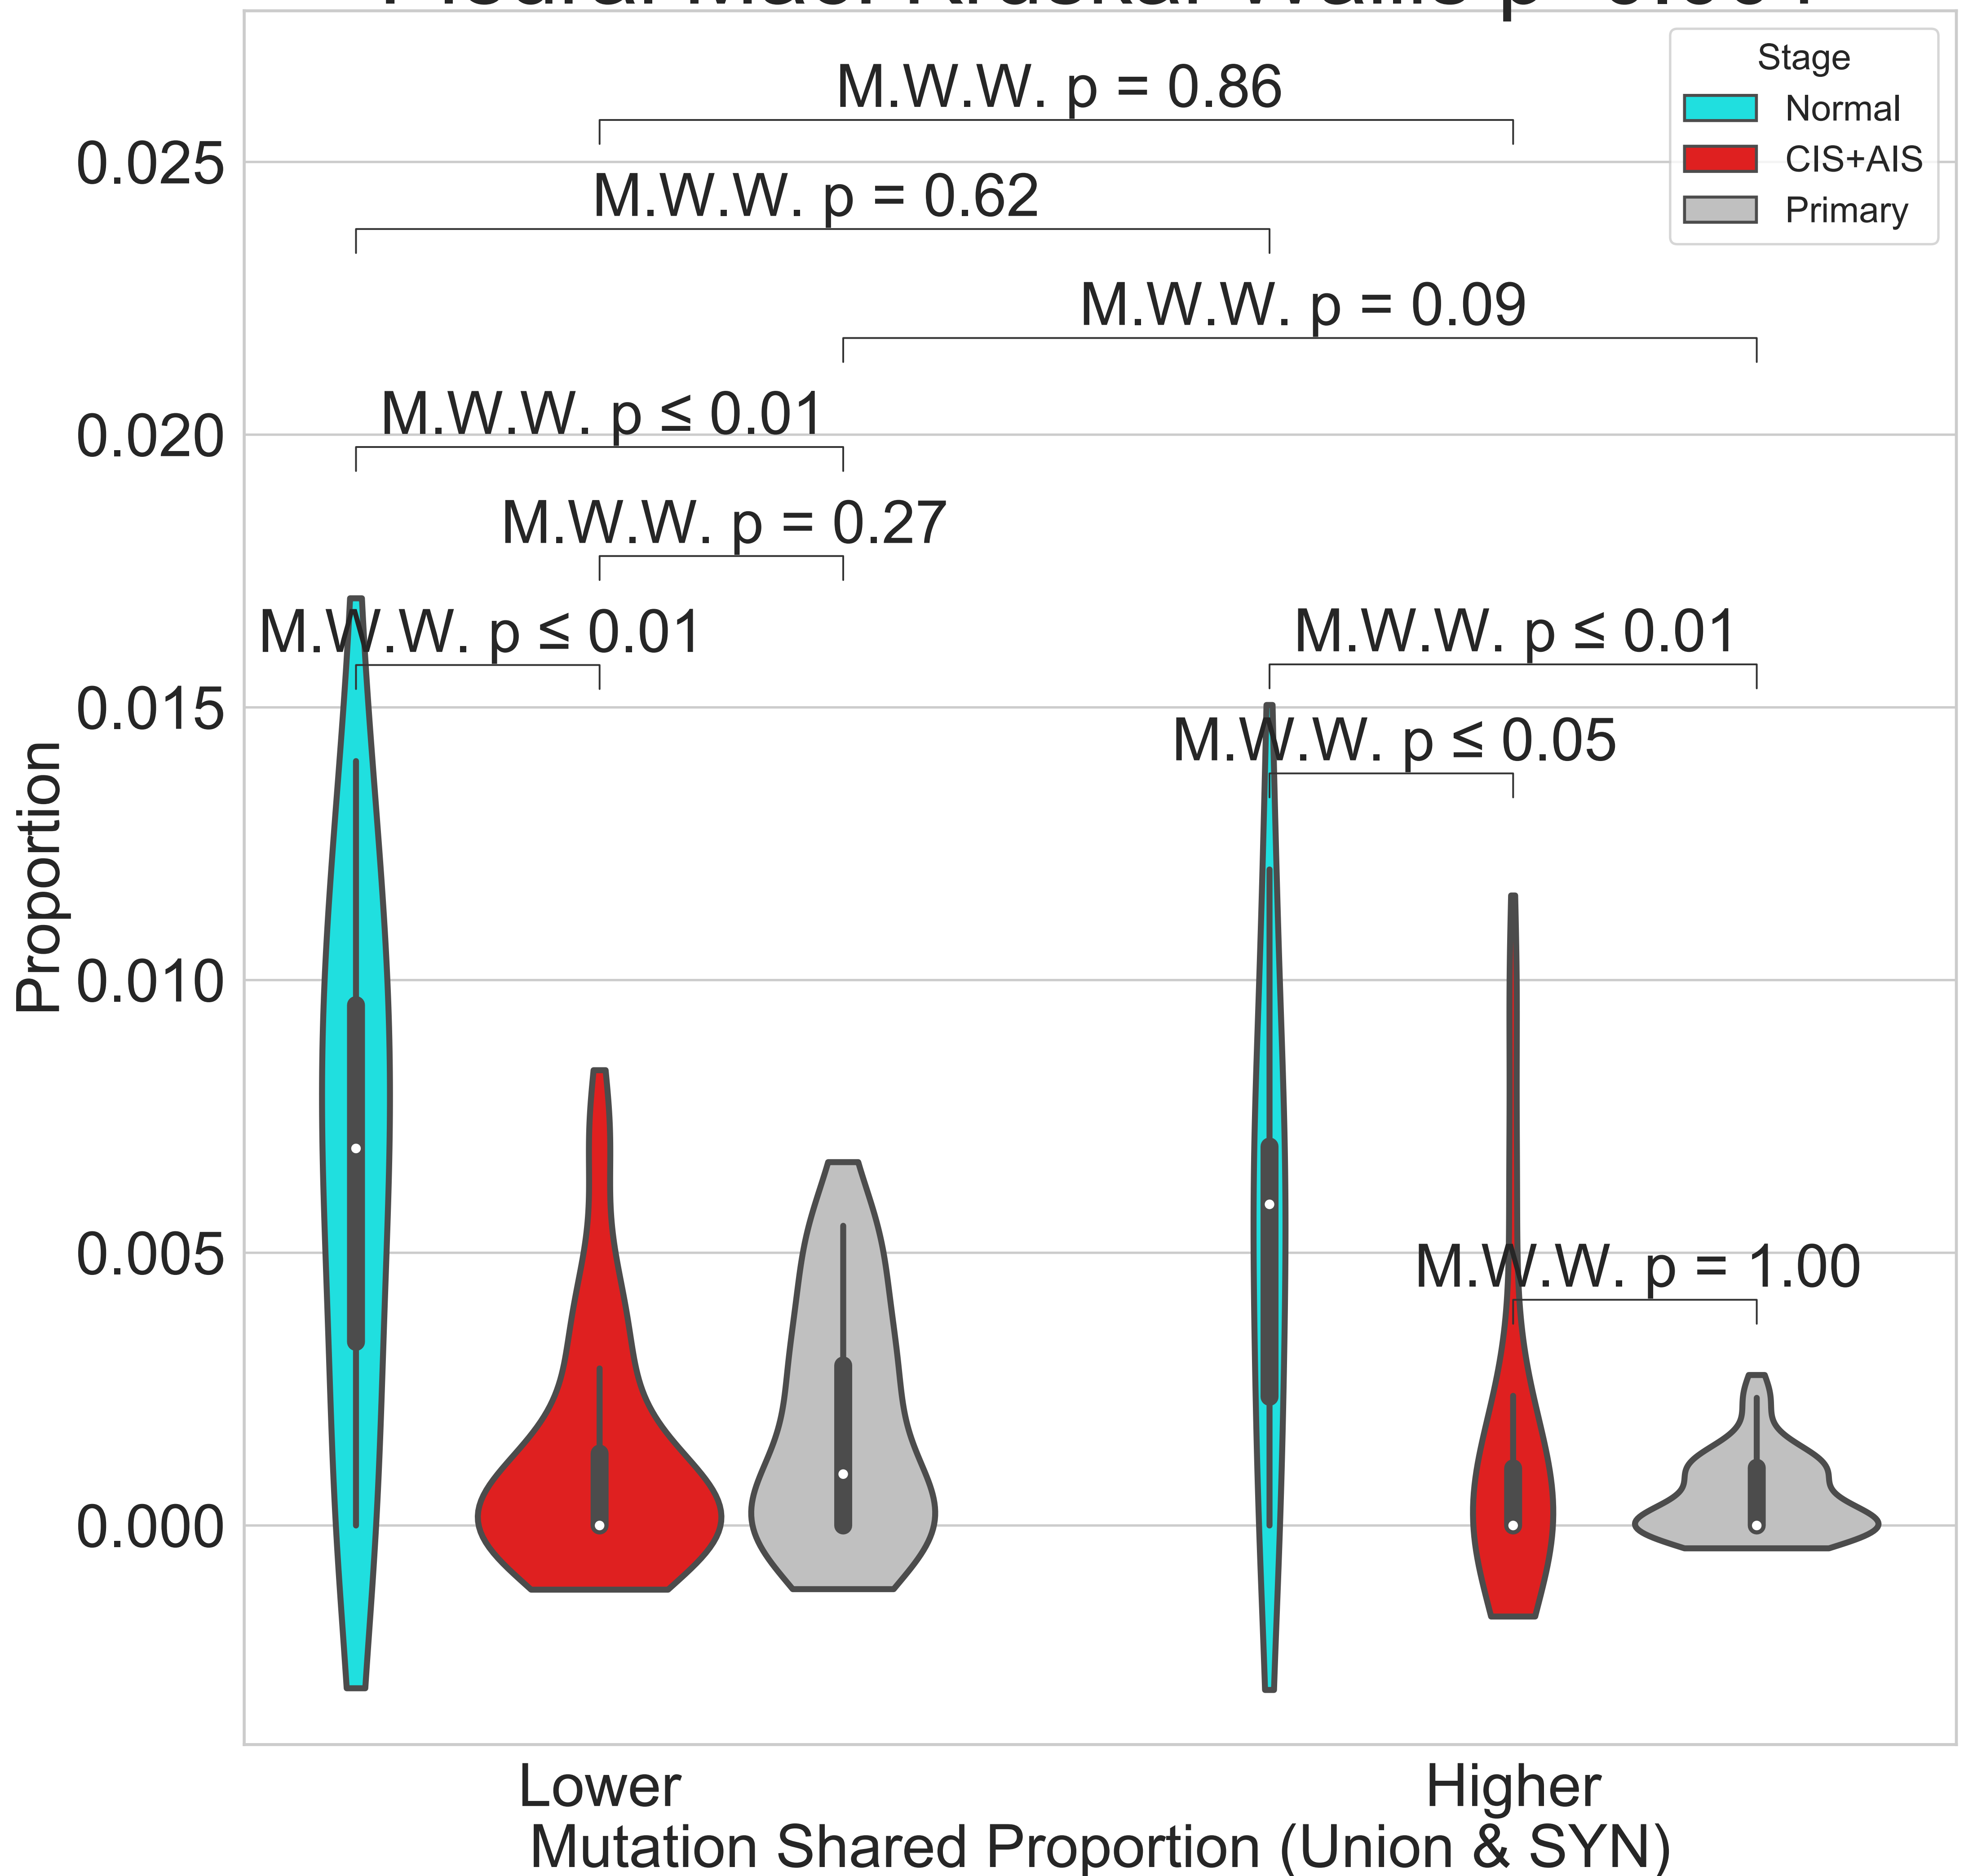 Stage
Normal
CIS+AIS
Primary
M.W.W. p = 0.86
M.W.W. p = 0.62
M.W.W. p = 0.09
M.W.W. p ≤ 0.01
M.W.W. p = 0.27
M.W.W. p ≤ 0.01
M.W.W. p ≤ 0.01
M.W.W. p ≤ 0.05
M.W.W. p = 1.00
0.025
0.020
0.015
0.010
0.005
0.000
Proportion
Lower
Higher
Mutation Shared Proportion (Union & SYN)